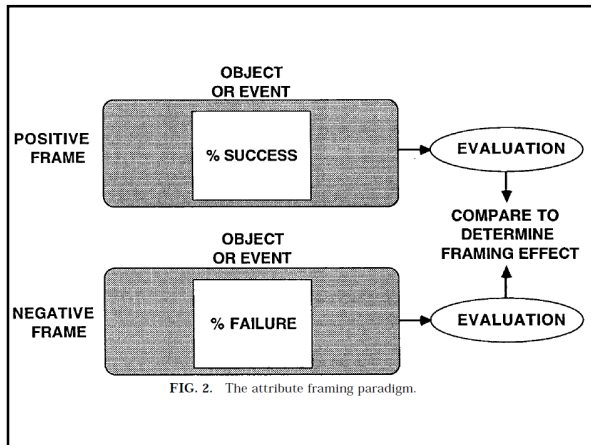 OBJECT
OR EVENT
POSITIVE
FRAME
% SUCCESS
EVALUATION
COMPARE TO
DETERMINE
FRAMING EFFECT
OBJECT
OR EVENT
NEGATIVE
FRAME
% FAILURE
EVALUATION
FIG. 2. The attribute framing paradigm.